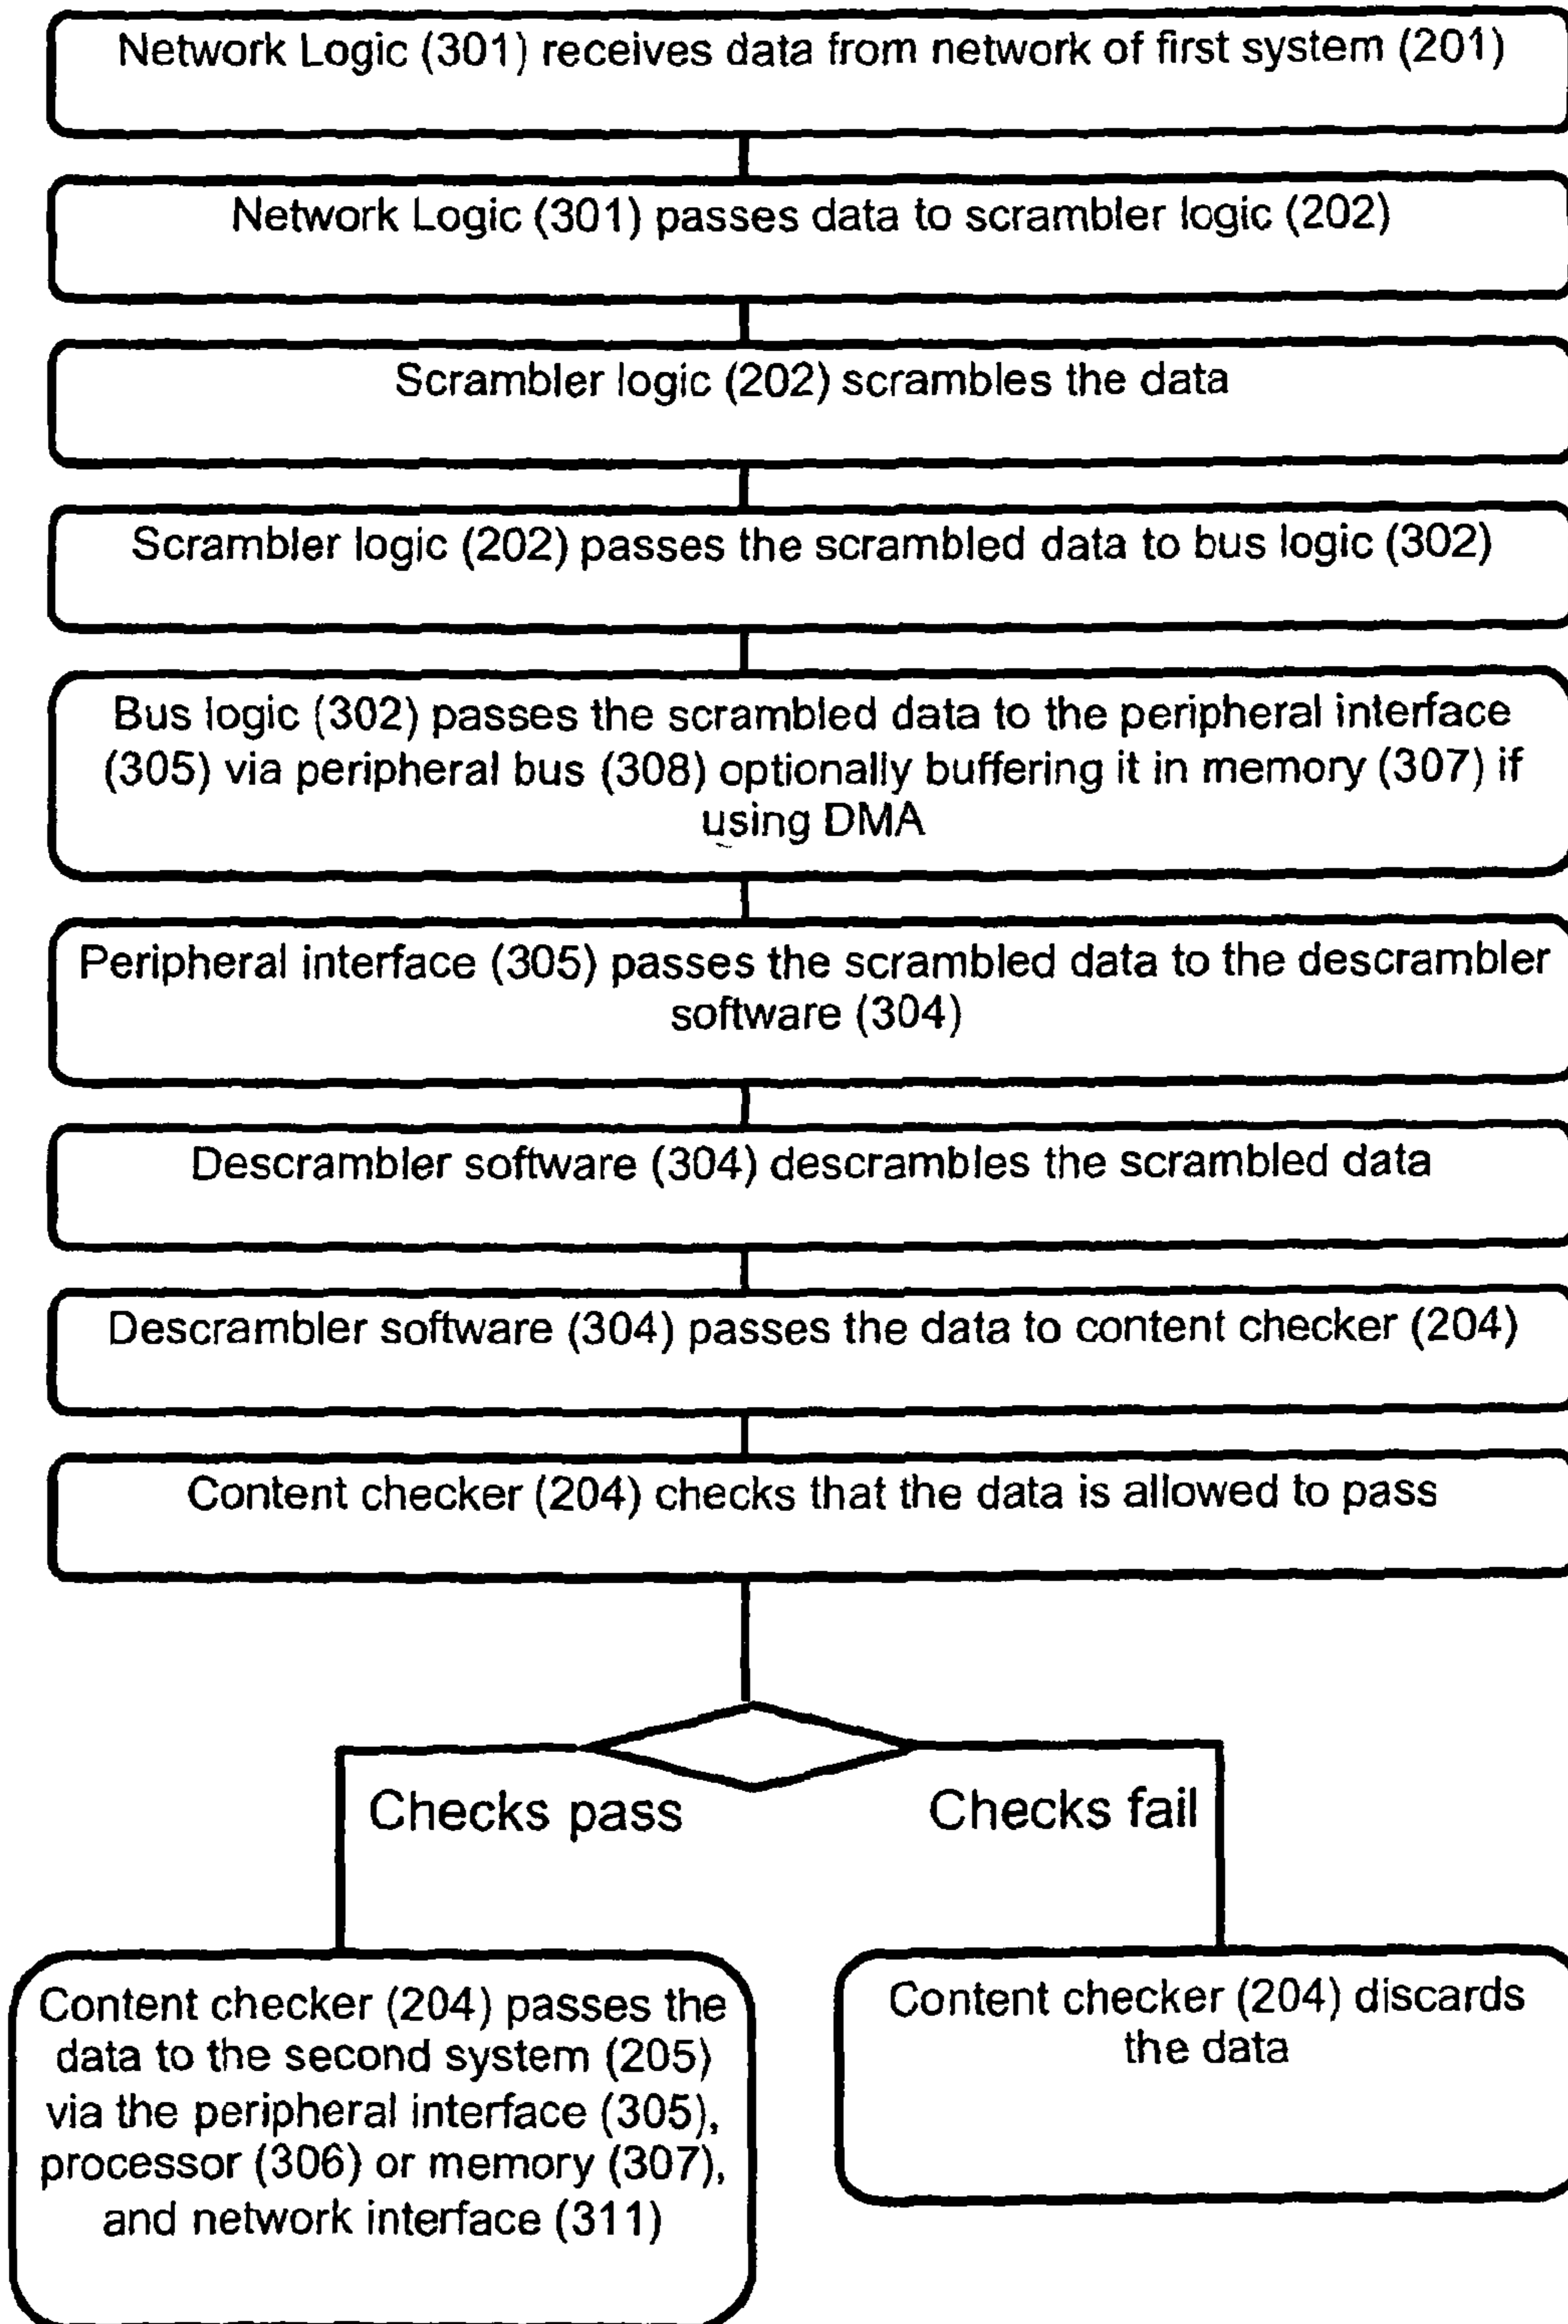 Network Logic (301) receives data from network of first system (201)
Network Logic (301) passes data to scrambler logic (202)
Scrambler logic (202) scrambles the data
Scrambler logic (202) passes the scrambled data to bus logic (302)
Bus logic (302) passes the scrambled data to the peripheral interface
(305) via peripheral bus (308) optionally buffering it in memory (307) if
using DMA
Peripheral interface (305) passes the scrambled data to the descrambler
software (304)
Descrambler software (304) descrambles the scrambled data
Descrambler software (304) passes the data to content checker (204)
Content checker (204) checks that the data is allowed to pass
Checks pass
Checks fail
Content checker (204) passes the
data to the second system (205)
via the peripheral interface (305),
processor (306) or memory (307),
and network interface (311)
Content checker (204) discards
the data